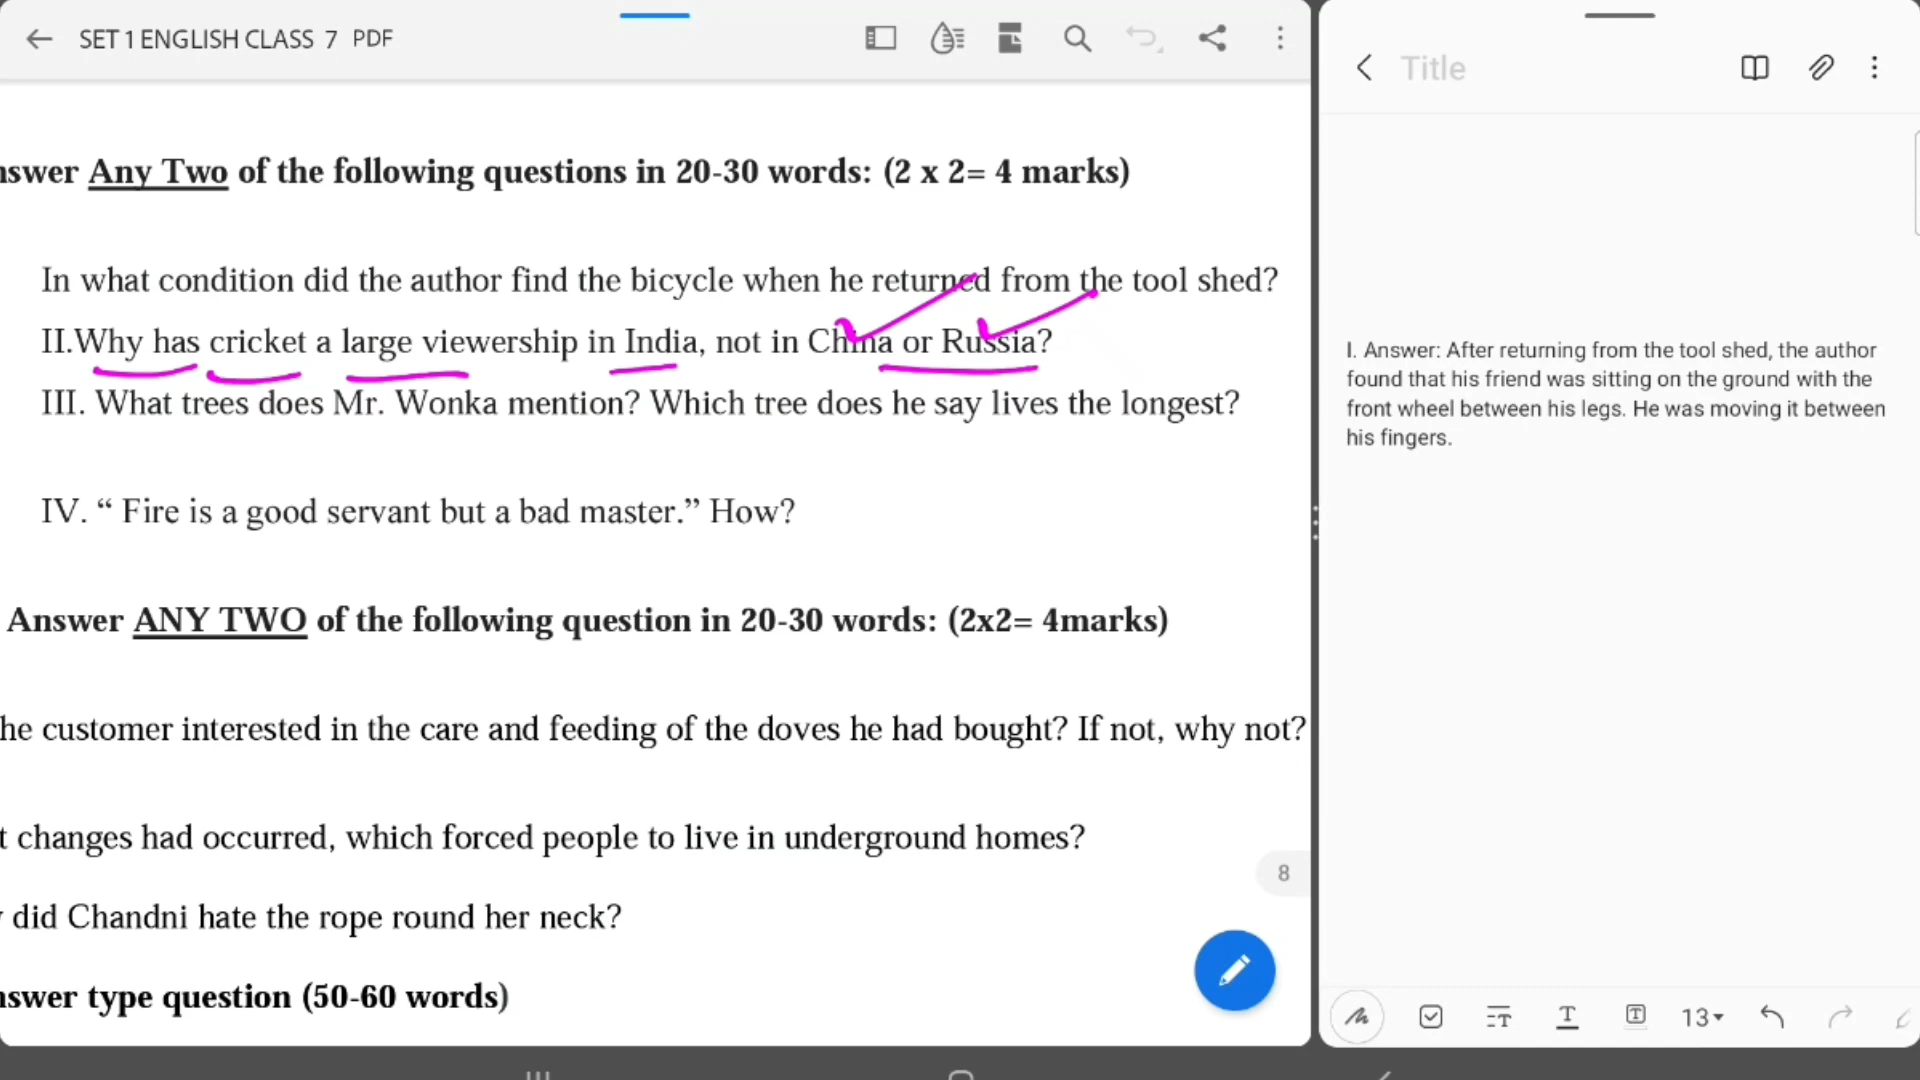 SET 1 ENGLISH CLASS 7 PDF
nswer Any Two of the following questions in 20-30 words: (2 x 2= 4 marks)
In what condition did the author find the bicycle when he returned from the tool shed?
II.Why has cricket a large viewership in India, not in China or Russia?
III. What trees does Mr. Wonka mention? Which tree does he say lives the longest?
IV. “ Fire is a good servant but a bad master.” How?
Answer ANY TWO of the following question in 20-30 words: (2x2= 4marks)
he customer interested in the care and feeding of the doves he had bought? If not, why not?
t changes had occurred, which forced people to live in underground homes?
did Chandni hate the rope round her neck?
nswer type question (50-60 words)
8
Title
I. Answer: After returning from the tool shed, the author
found that his friend was sitting on the ground with the
front wheel between his legs. He was moving it between
his fingers.
13